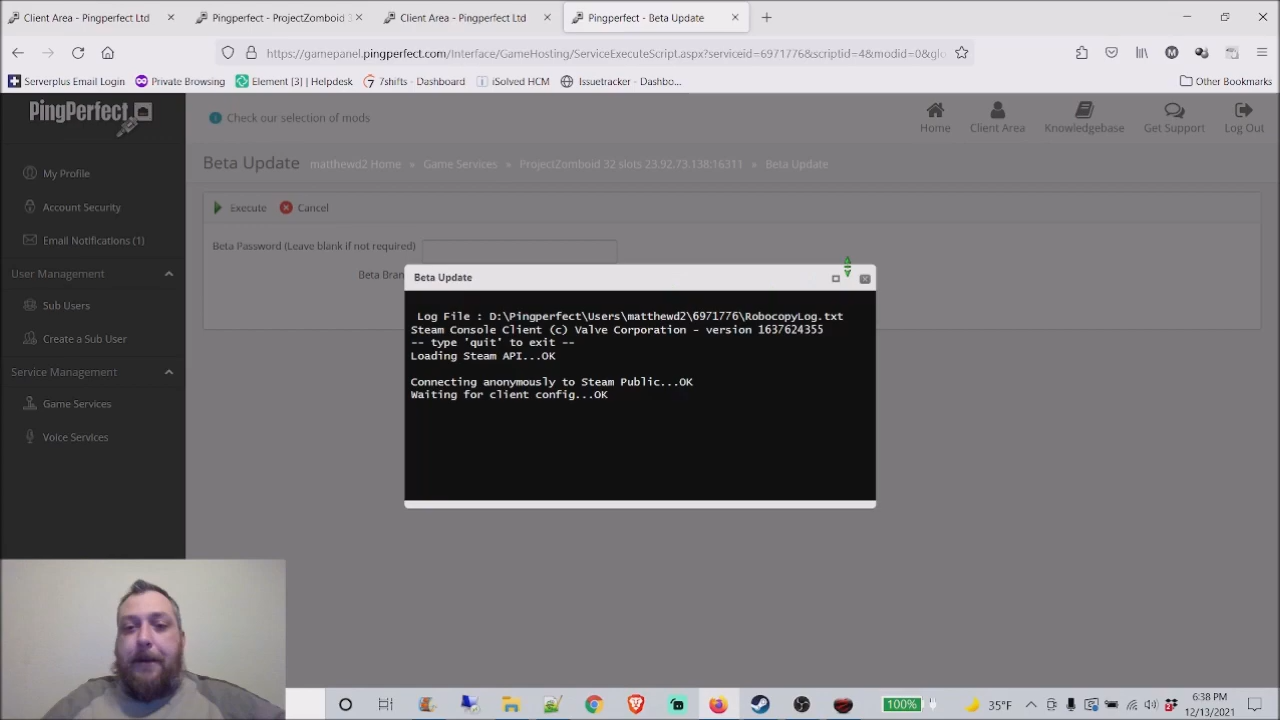 Client Area - Pingperfect Ltd
Pingperfect - ProjectZomboid 3
Client Area - Pingperfect Ltd
Pingperfect - Beta Update
https://gamepanel.pingperfect.com/Interface/GameHosting/ServiceExecuteScript.aspx?serviceid=6971776&scriptid=4&modid=0&glo
Serverplus Email Login
Private Browsing
Element [3] | Helpdesk
7shifts - Dashboard
iSolved HCM
Issuetracker - Dashbo...
Other Bookmarks
PingPerfect
Check our selection of mods
Home
Client Area
Knowledgebase
Get Support
Log Out
Beta Update
matthewd2 Home » Game Services » ProjectZomboid 32 slots 23.92.73.138:16311 » Beta Update
My Profile
Account Security
Email Notifications (1)
User Management
Sub Users
Create a Sub User
Service Management
Game Services
Voice Services
Execute
Cancel
Beta Password (Leave blank if not required)
Beta Bran
Beta Update
Log File : D:\Pingperfect\Users\matthewd2\6971776\RobocopyLog.txt
Steam Console Client (c) Valve Corporation - version 1637624355
-- type 'quit' to exit --
Loading Steam API...OK
Connecting anonymously to Steam Public...OK
Waiting for client config...OK
100%
35°F
6:38 PM
12/13/2021